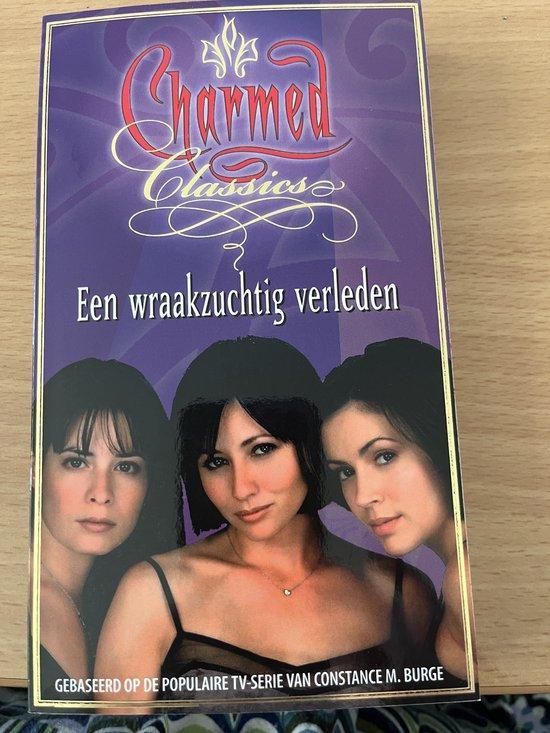 Charmed
Classics
Een wraakzuchtig verleden
GEBASEERD OP DE POPULAIRE TV-SERIE VAN CONSTANCE M. BURGE